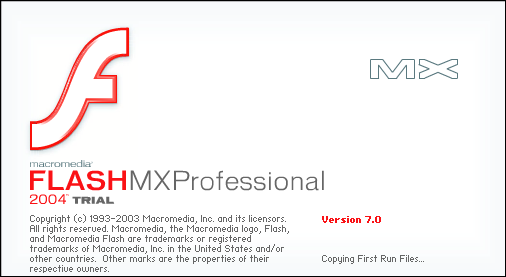 MX
macromedia®
FLASHMXProfessional
2004 TRIAL
Copyright (c) 1993-2003 Macromedia, Inc. and its licensors.
All rights reserved. Macromedia, the Macromedia logo, Flash,
and Macromedia Flash are trademarks or registered
trademarks of Macromedia, Inc. in the United States and/or
other countries. Other marks are the properties of their
respectiue owners.
Version 7.0
Copying First Run Files...